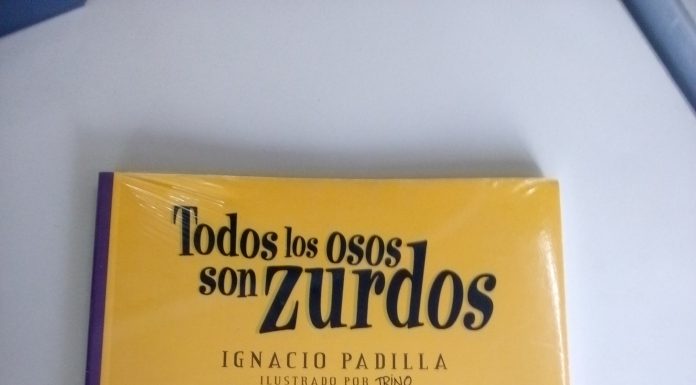 Todos los osos
son zurdos
IGNACIO PADILLA
ILUSTRADO POR TRINO